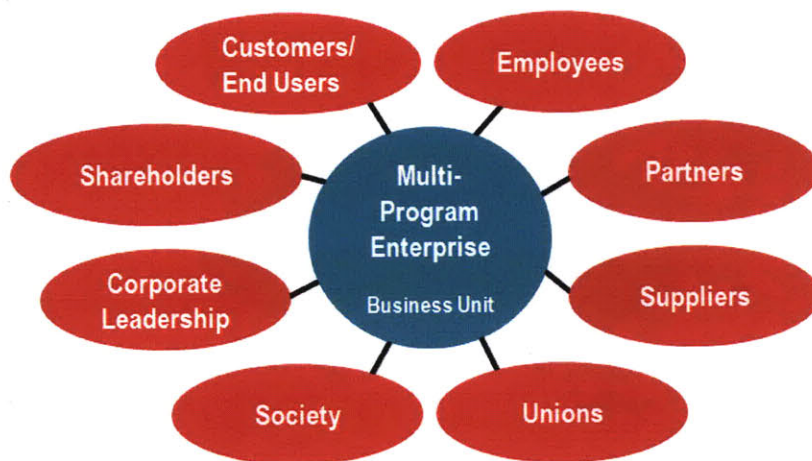 Customers/
End Users
Employees
Shareholders
Multi-
Program
Enterprise
Partners
Corporate
Leadership
Business Unit
Suppliers
Society
Unions